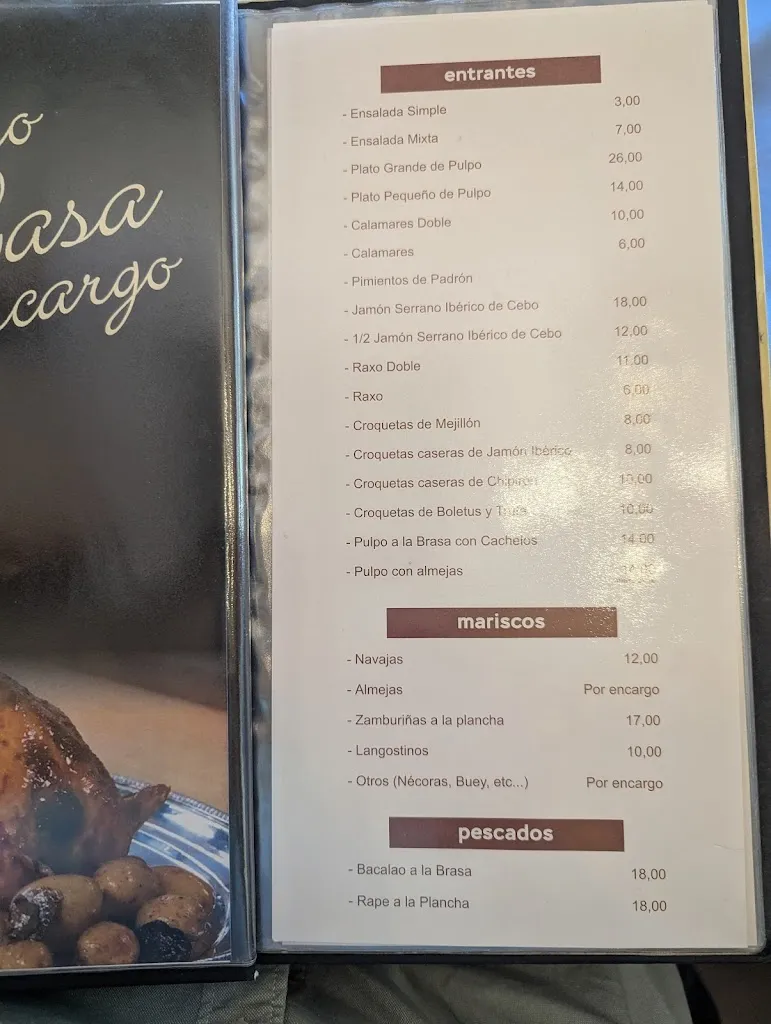 o
asa
cargo
entrantes
- Ensalada Simple 3,00
- Ensalada Mixta 7,00
- Plato Grande de Pulpo 26,00
- Plato Pequeño de Pulpo 14,00
- Calamares Doble 10,00
- Calamares 6,00
- Pimientos de Padrón
- Jamón Serrano Ibérico de Cebo 18,00
- 1/2 Jamón Serrano Ibérico de Cebo 12,00
- Raxo Doble 11,00
- Raxo 6,00
- Croquetas de Mejillón 8,00
- Croquetas caseras de Jamón Ibérico 8,00
- Croquetas caseras de 10,00
- Croquetas de Boletus y 10,00
- Pulpo a la Brasa con Cachelos 14,00
- Pulpo con almejas
mariscos
- Navajas 12,00
- Almejas Por encargo
- Zamburiñas a la plancha 17,00
- Langostinos 10,00
- Otros (Nécoras, Buey, etc...) Por encargo
pescados
- Bacalao a la Brasa 18,00
- Rape a la Plancha 18,00